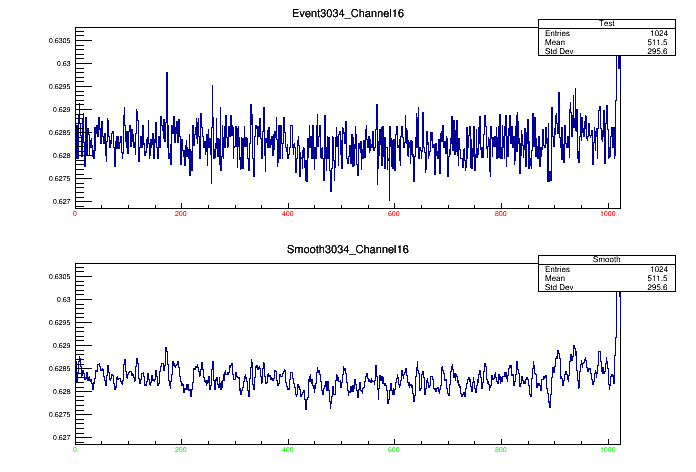 Event3034_Channel16
Test
Entries 1024
Mean 511.5
Std Dev 295.6
0.6305
0.63
0.6295
0.629
0.6285
0.628
0.6275
0.627
0 200 400 600 800 1000
Smooth3034_Channel16
Smooth
Entries 1024
Mean 511.5
Std Dev 295.6
0.6305
0.63
0.6295
0.629
0.6285
0.628
0.6275
0.627
0 200 400 600 800 1000